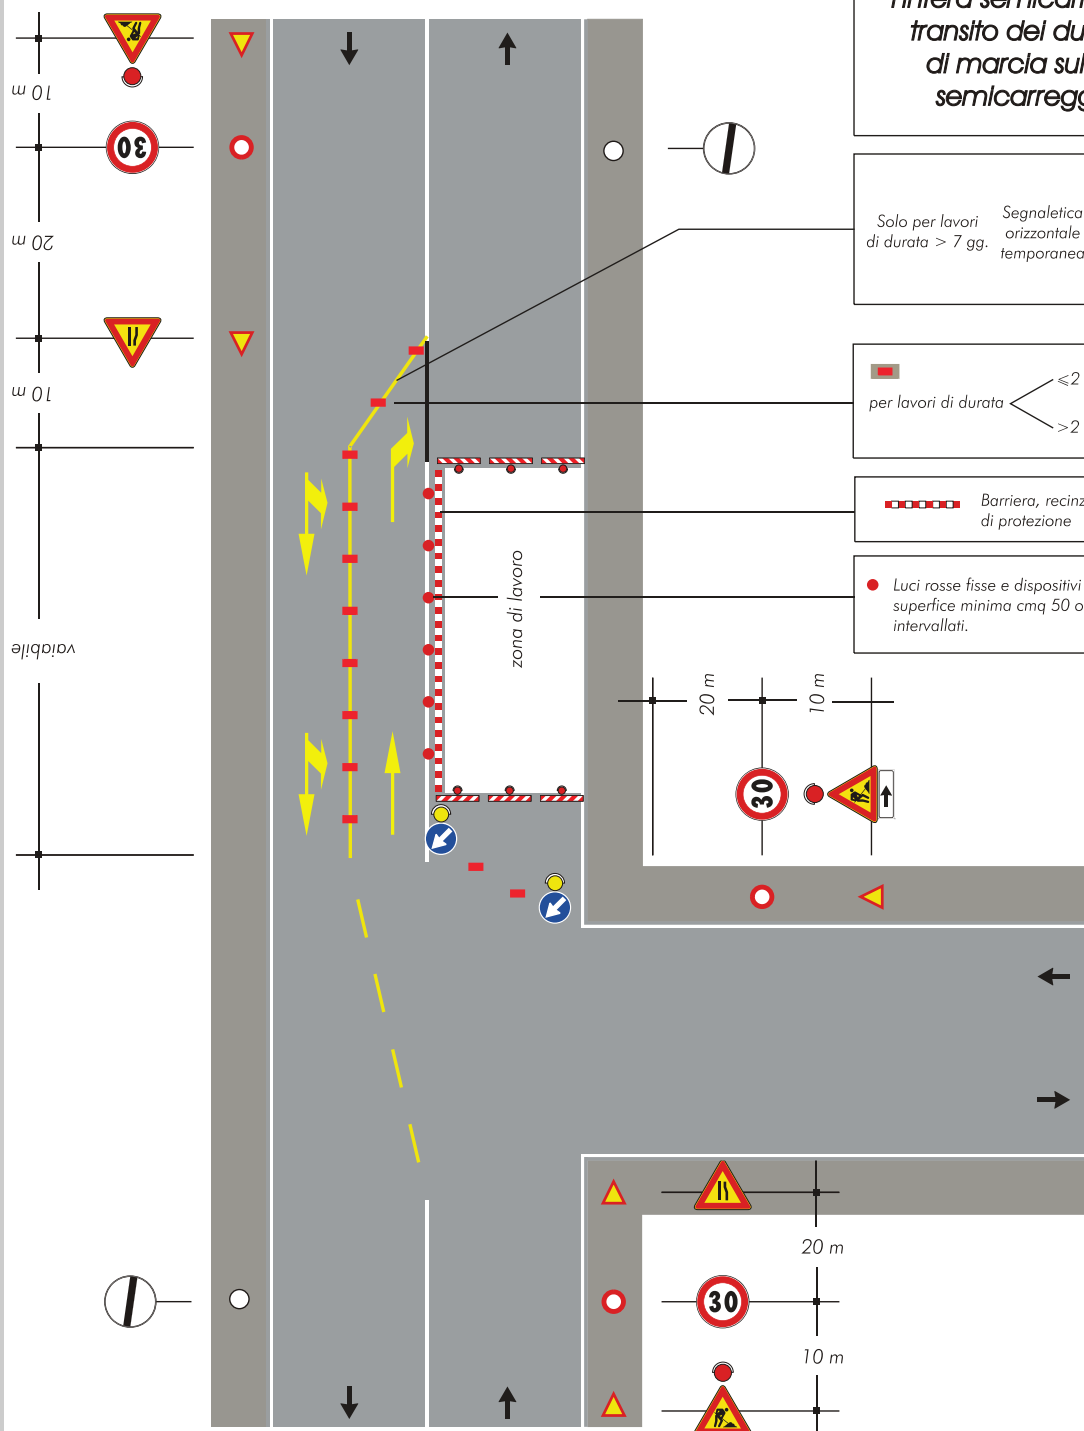 transito dei du
di marcia sul
semicarregg
10 m
30
20 m
10 m
vaiabile
Solo per lavori
di durata > 7 gg.
Segnaletica
orizzontale
temporanea
per lavori di durata
⩽2
>2
Barriera, recinz
di protezione
Luci rosse fisse e dispositivi
superfice minima cmq 50 o
intervallati.
zona di lavoro
20 m
10 m
30
20 m
30
10 m